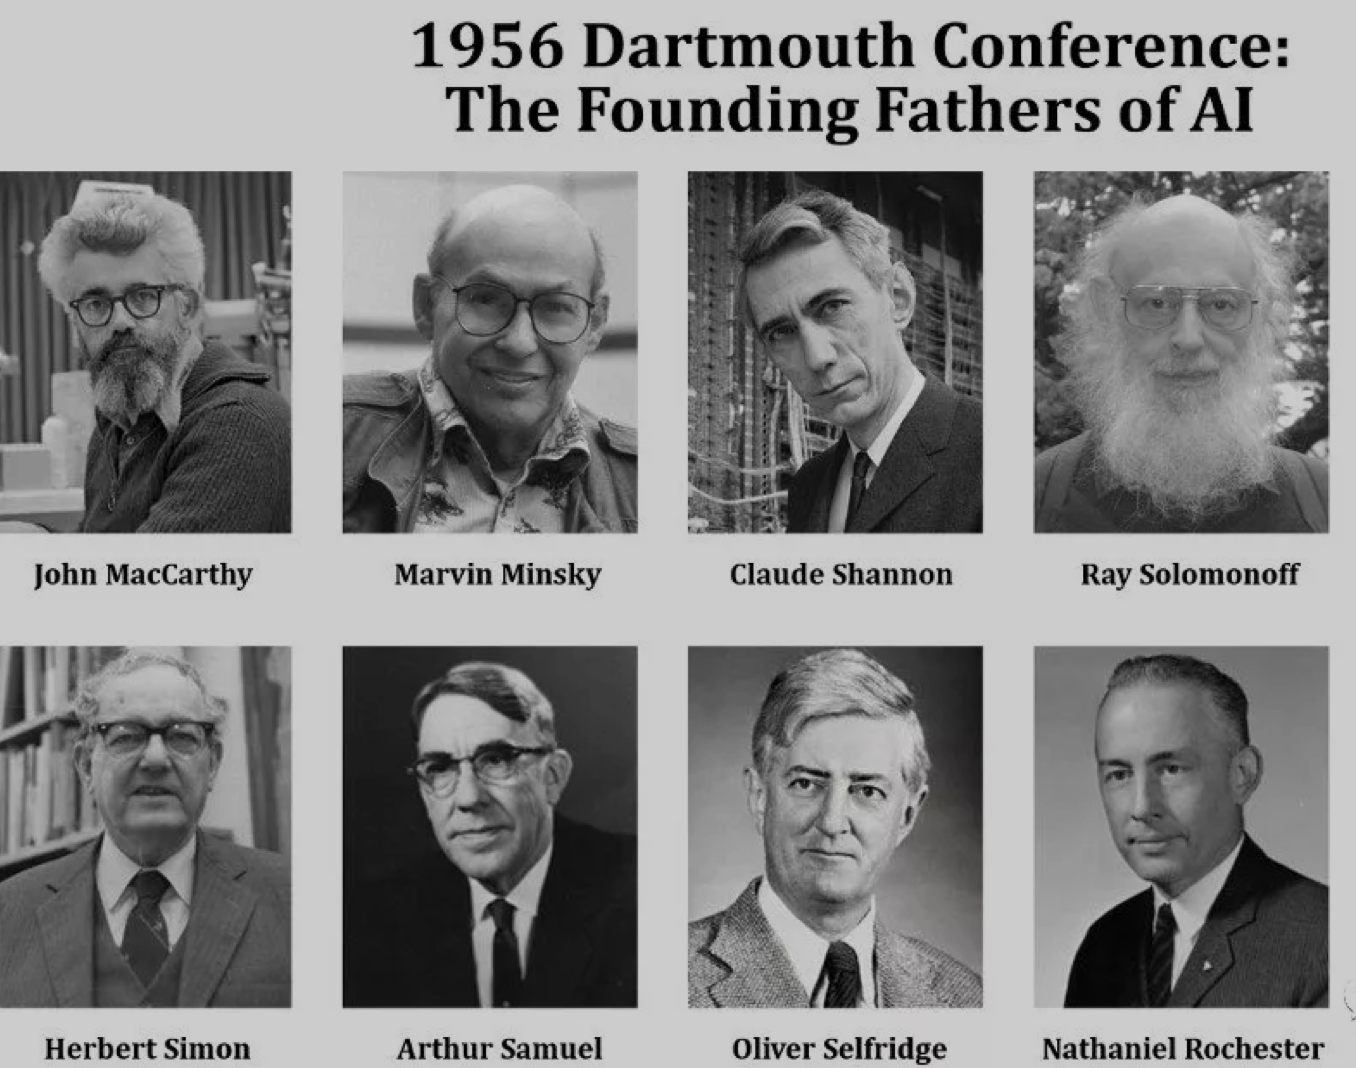 1956 Dartmouth Conference:
The Founding Fathers of AI
John MacCarthy
Marvin Minsky
Claude Shannon
Ray Solomonoff
Herbert Simon
Arthur Samuel
Oliver Selfridge
Nathaniel Rochester